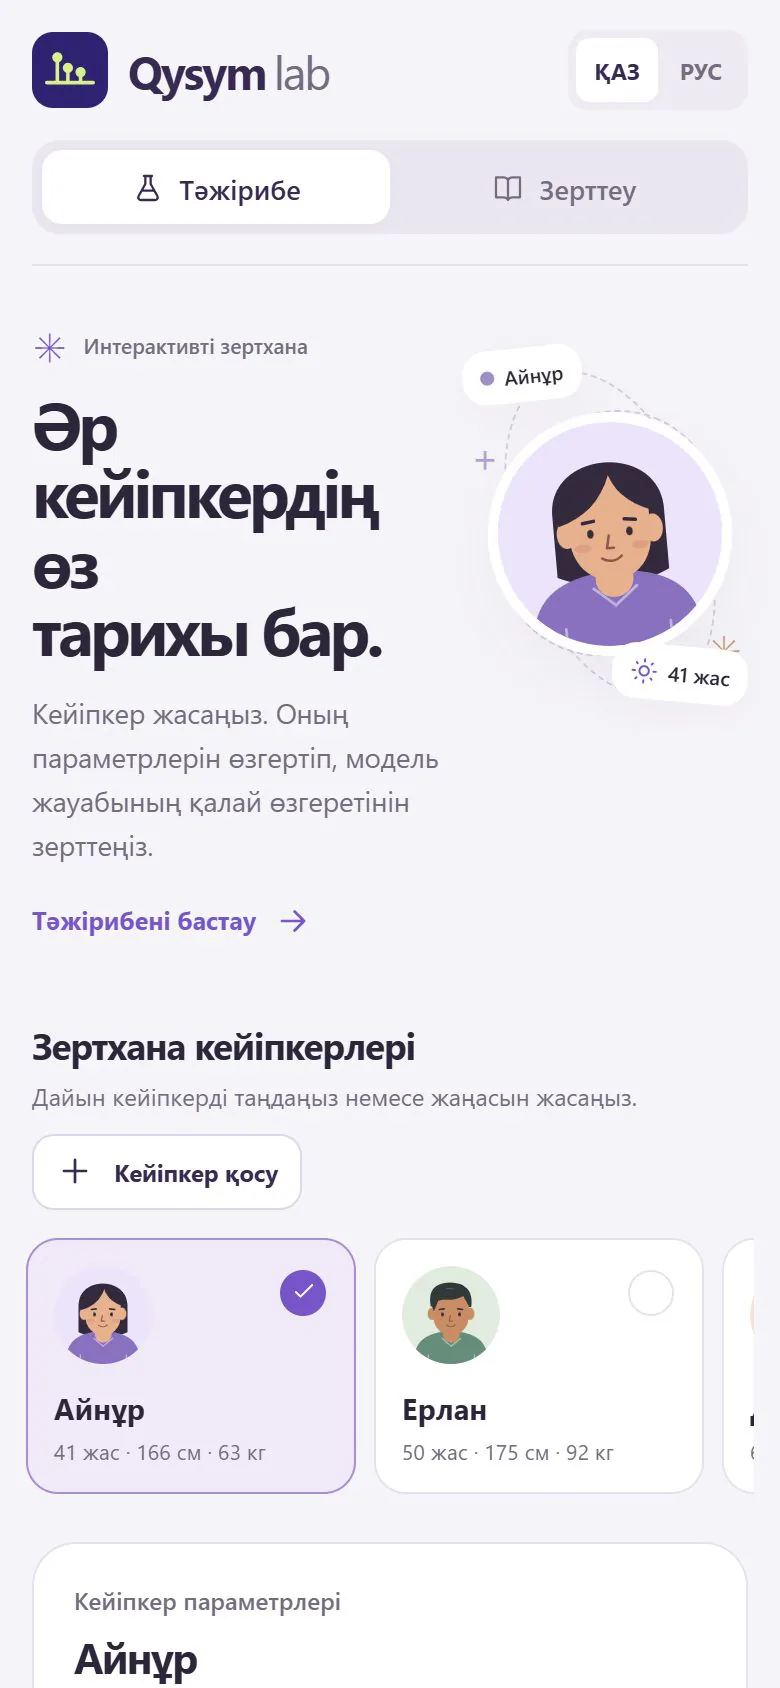 Qysym lab
ҚАЗ РУС
Тәжірибе Зерттеу
Интерактивті зертхана
Айнұр
Әр
кейіпкердің
өз
тарихы бар.
41 жас
Кейіпкер жасаңыз. Оның
параметрлерін өзгертіп, модель
жауабының қалай өзгеретінін
зерттеңіз.
Тәжірибені бастау
Зертхана кейіпкерлері
Дайын кейіпкерді таңдаңыз немесе жаңасын жасаңыз.
Кейіпкер қосу
Айнұр
41 жас · 166 см · 63 кг
Ерлан
50 жас · 175 см · 92 кг
Кейіпкер параметрлері
Айнұр